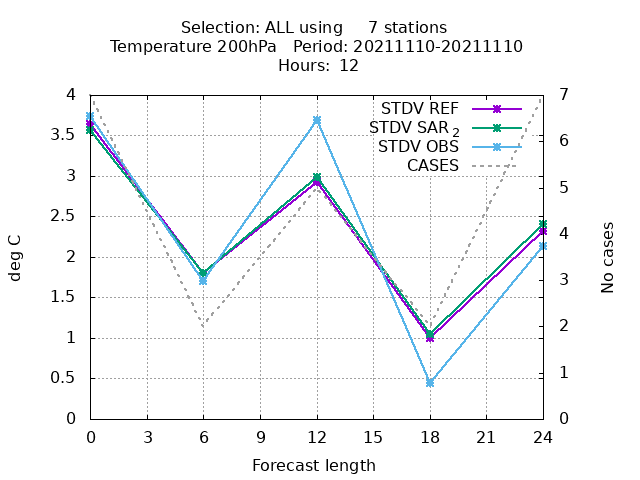 Selection: ALL using     7 stations
Temperature 200hPa   Period: 20211110-20211110
Hours: 12
4
3.5
3
2.5
2
1.5
1
0.5
0
7
6
5
4
3
2
1
0
STDV REF
STDV SAR 2
STDV OBS
CASES
deg C
No cases
0 3 6 9 12 15 18 21 24
Forecast length